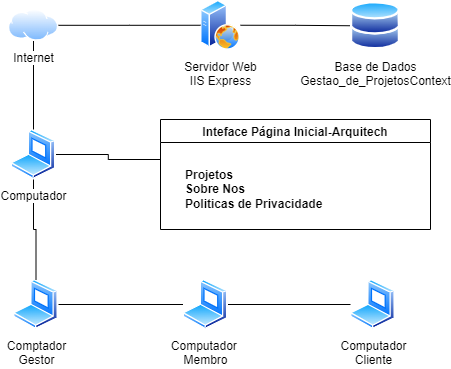 Internet
Servidor Web
IIS Express
Base de Dados
Gestao_de_ProjetosContext
Inteface Página Inicial-Arquitech
Projetos
Sobre Nos
Politicas de Privacidade
Computador
Comptador
Gestor
Computador
Membro
Computador
Cliente